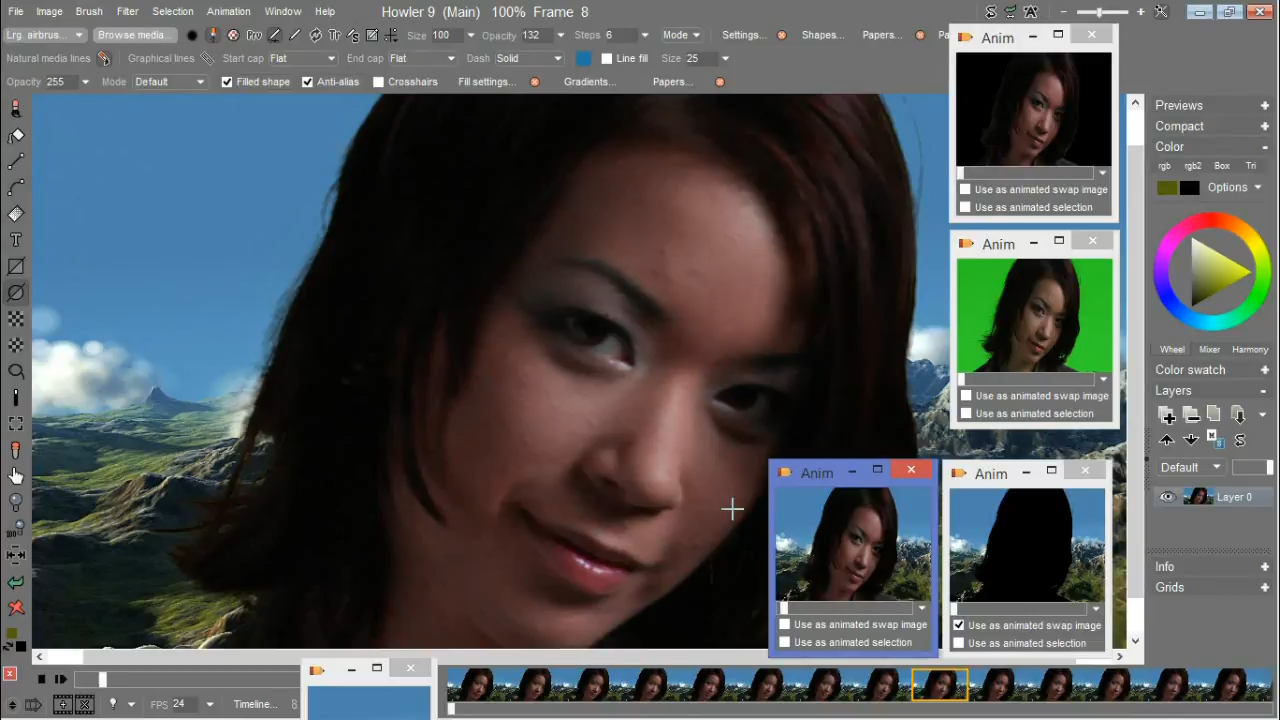 File Image Brush Filter Selection Animation Window Help Howler 9 (Main) 100% Frame 8
Lrg. airbrus... Browse media... Pro Tr Size 100 Opacity 132 Steps 6 Mode Settings... Shapes... Papers...
Natural media lines Graphical lines Start cap Flat End cap Flat Dash Solid Line fill Size 25
Opacity 255 Mode Default Filled shape Anti-alias Crosshairs Fill settings... Gradients... Papers...
Anim
Use as animated swap image
Use as animated selection
Anim
Use as animated swap image
Use as animated selection
Anim
Use as animated swap image
Use as animated selection
Anim
Use as animated swap image
Use as animated selection
Previews
Compact
Color
rgb rgb2 Box Tri
Options
Wheel Mixer Harmony
Color swatch
Layers
Default
Layer 0
Info
Grids
FPS 24 Timeline... 8